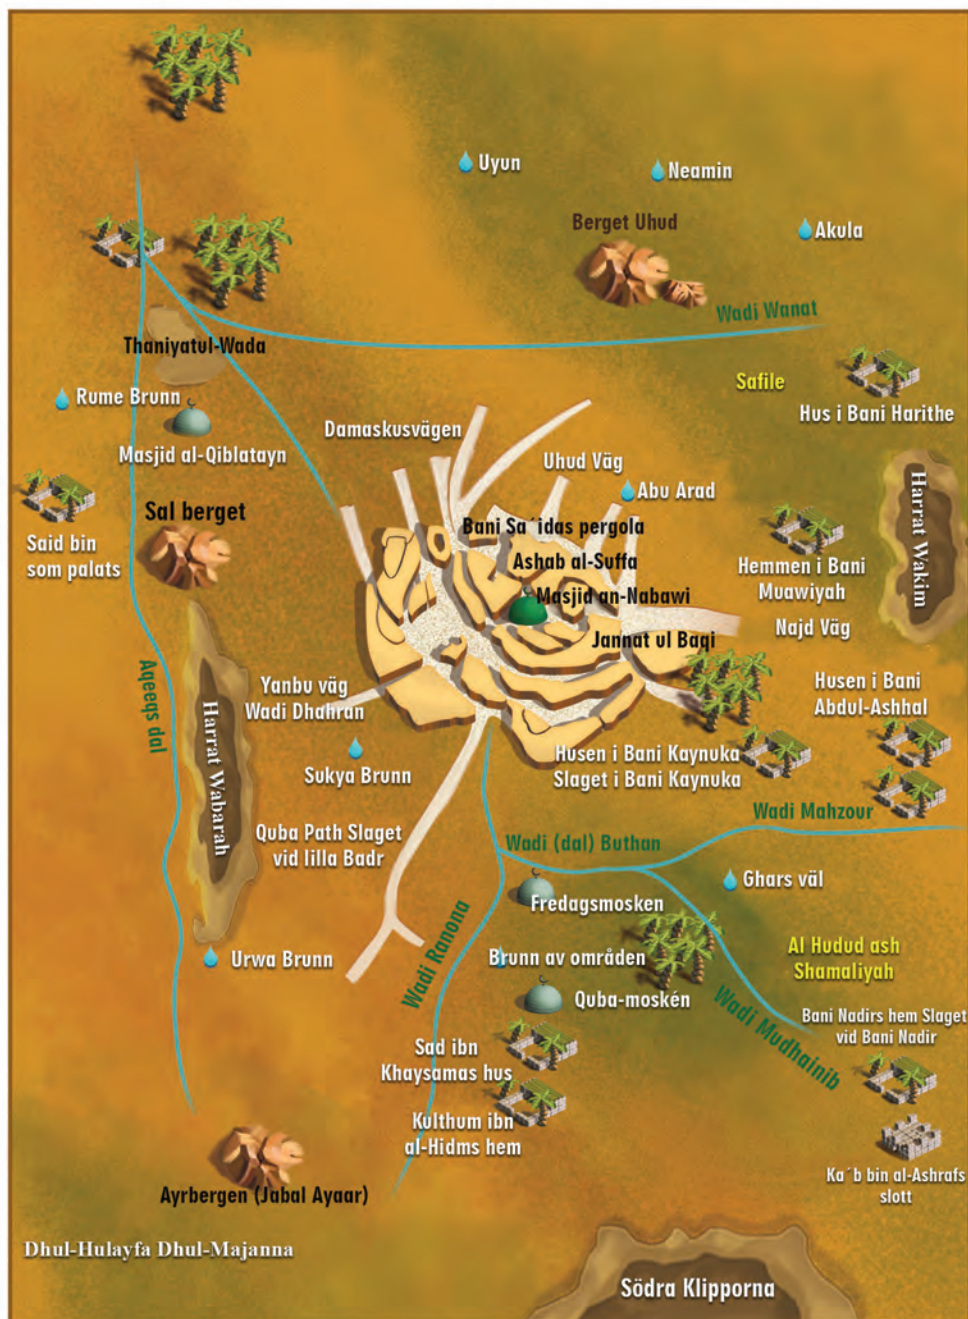 Uyun
Neamin
Berget Uhud
Akula
Wadi Wanat
Thaniyatul-Wada
Safile
Rume Brunn
Hus i Bani Harithe
Damaskusvägen
Masjid al-Qiblatayn
Uhud Väg
Abu Arad
Sal berget
Harrat Wakim
Said bin
som palats
Bani Sa´idas pergola
Ashab al-Suffa
Hemmen i Bani
Muawiyah
Masjid an-Nabawi
Najd Väg
Jannat ul Baqi
Aqeeqs dal
Yanbu väg
Wadi Dhahran
Husen i Bani
Abdul-Ashhal
Harrat Wabarah
Sukya Brunn
Husen i Bani Kaynuka
Slaget i Bani Kaynuka
Wadi Mahzour
Quba Path Slaget
vid lilla Badr
Wadi (dal) Buthan
Ghars väl
Fredagsmosken
Urwa Brunn
Wadi Ranona
Brunn av områden
Al Hudud ash
Shamaliyah
Quba-moskén
Wadi Mudhainib
Bani Nadirs hem Slaget
vid Bani Nadir
Sad ibn
Khaysamas hus
Kulthum ibn
al-Hidms hem
Ka´b bin al-Ashrafs
slott
Ayrbergen (Jabal Ayaar)
Dhul-Hulayfa Dhul-Majanna
Södra Klipporna